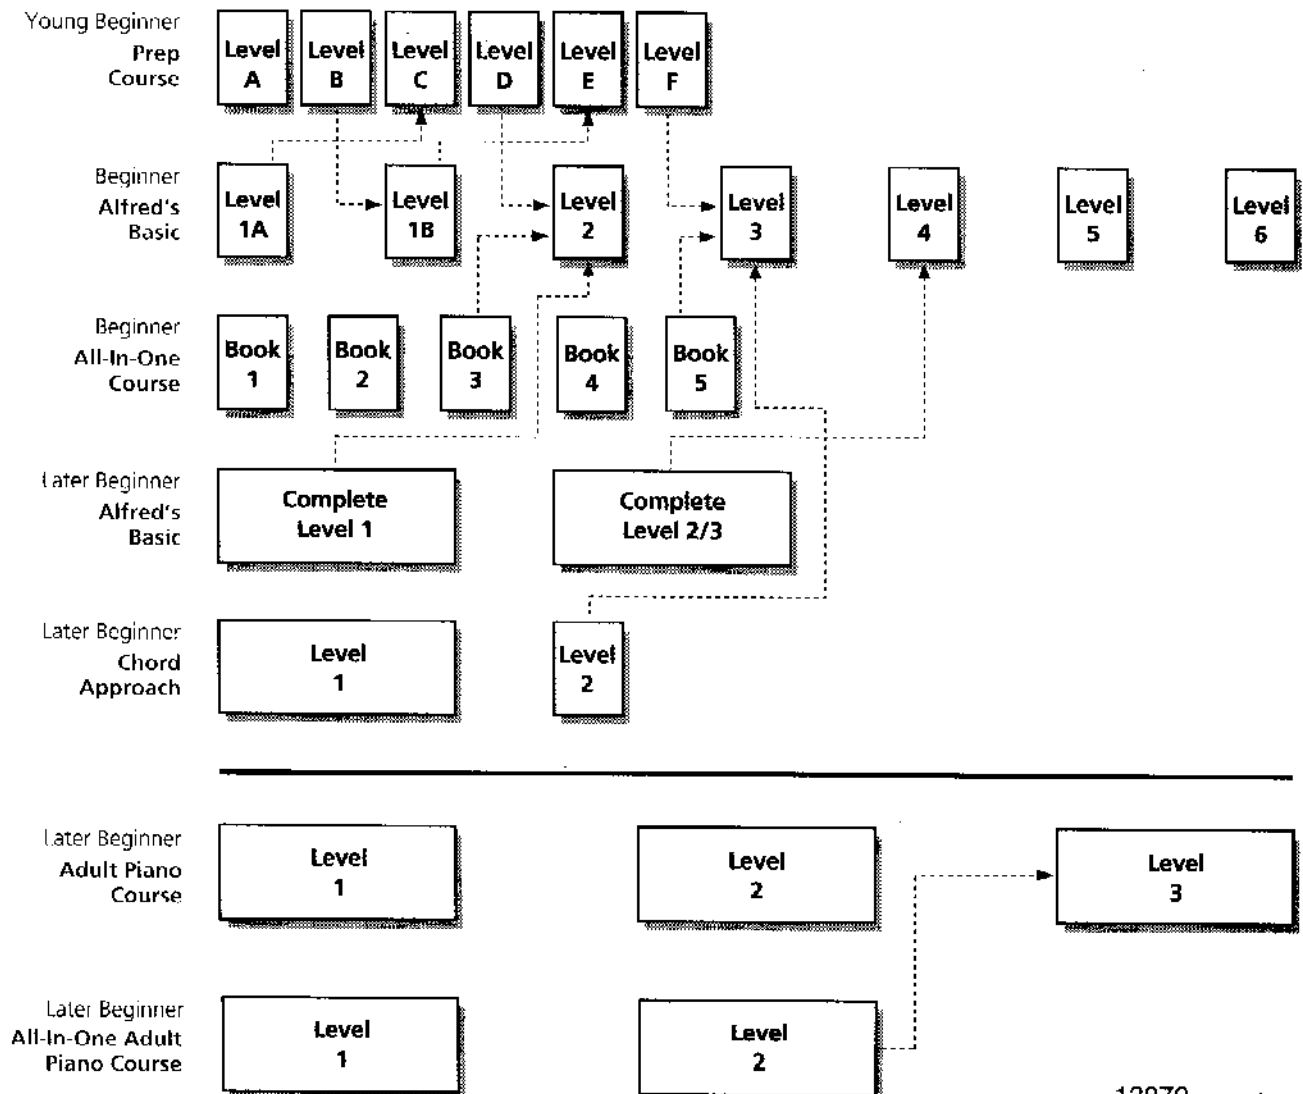 Young Beginner
Prep
Course
Level
A
Level
B
Level
C
Level
D
Level
E
Level
F
Beginner
Alfred's
Basic
Level
1A
Level
1B
Level
2
Level
3
Level
4
Level
5
Level
6
Beginner
All-In-One
Course
Book
1
Book
2
Book
3
Book
4
Book
5
Later Beginner
Alfred's
Basic
Complete
Level 1
Complete
Level 2/3
Later Beginner
Chord
Approach
Level
1
Level
2
Later Beginner
Adult Piano
Course
Level
1
Level
2
Level
3
Later Beginner
All-In-One Adult
Piano Course
Level
1
Level
2